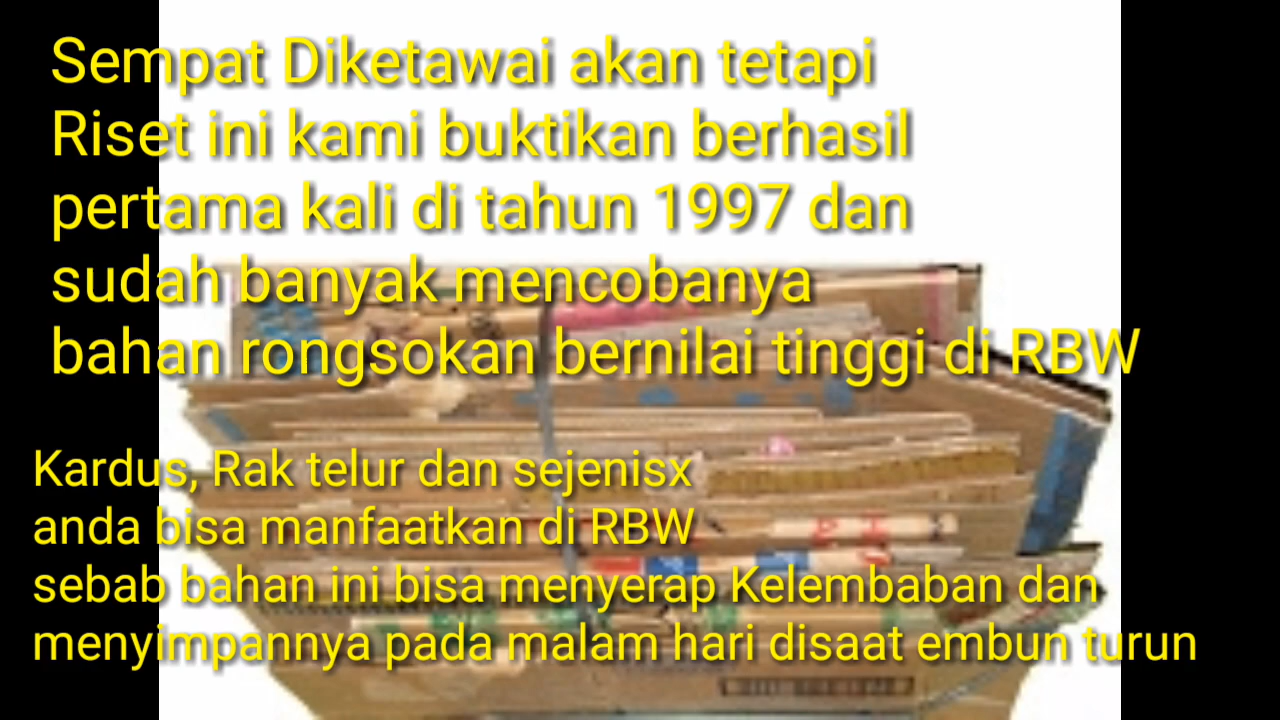 Sempat Diketawai akan tetapi
Riset ini kami buktikan berhasil
pertama kali di tahun 1997 dan
sudah banyak mencobanya
bahan rongsokan bernilai tinggi di RBW
Kardus, Rak telur dan sejenisx
anda bisa manfaatkan di RBW
sebab bahan ini bisa menyerap Kelembaban dan
menyimpannya pada malam hari disaat embun turun